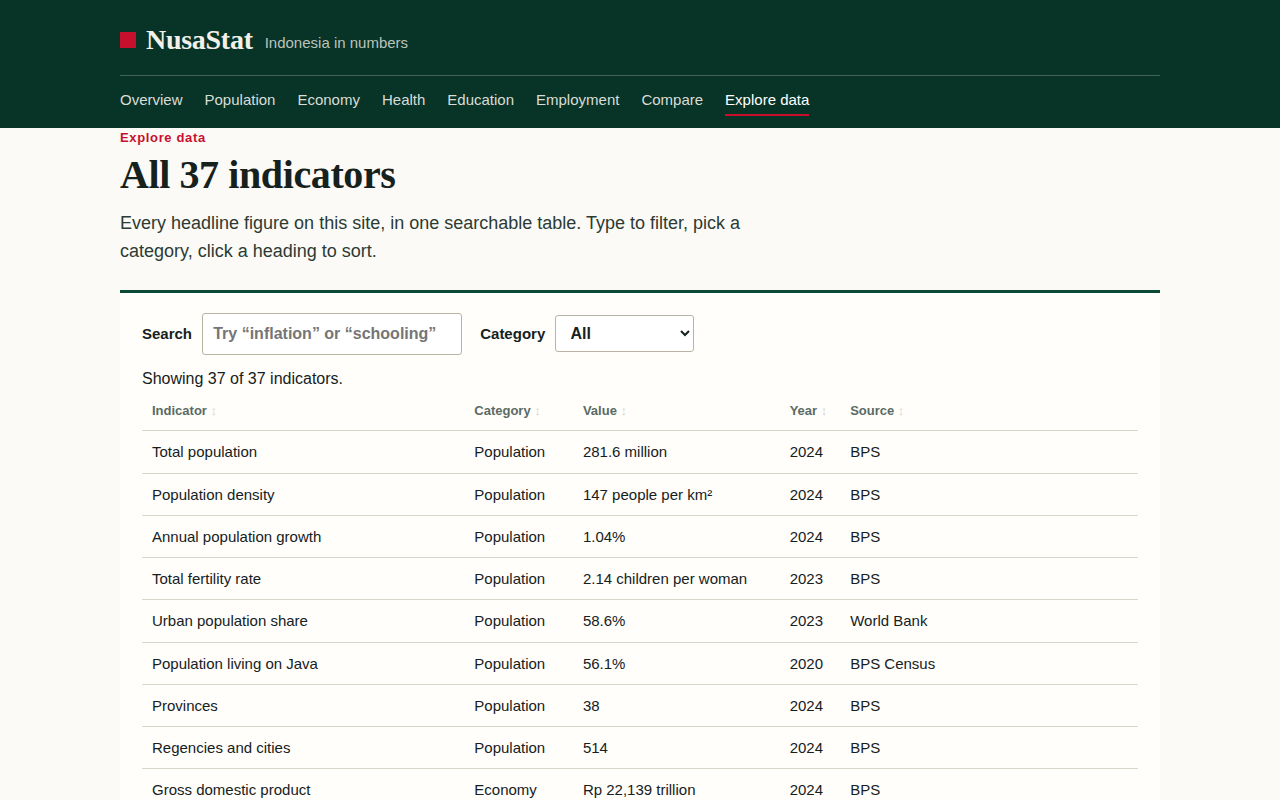 NusaStat Indonesia in numbers
Overview Population Economy Health Education Employment Compare Explore data
Explore data
All 37 indicators
Every headline figure on this site, in one searchable table. Type to filter, pick a
category, click a heading to sort.
Search Try “inflation” or “schooling” Category All
Showing 37 of 37 indicators.
Indicator ↕ Category ↕ Value ↕ Year ↕ Source ↕
Total population Population 281.6 million 2024 BPS
Population density Population 147 people per km² 2024 BPS
Annual population growth Population 1.04% 2024 BPS
Total fertility rate Population 2.14 children per woman 2023 BPS
Urban population share Population 58.6% 2023 World Bank
Population living on Java Population 56.1% 2020 BPS Census
Provinces Population 38 2024 BPS
Regencies and cities Population 514 2024 BPS
Gross domestic product Economy Rp 22,139 trillion 2024 BPS